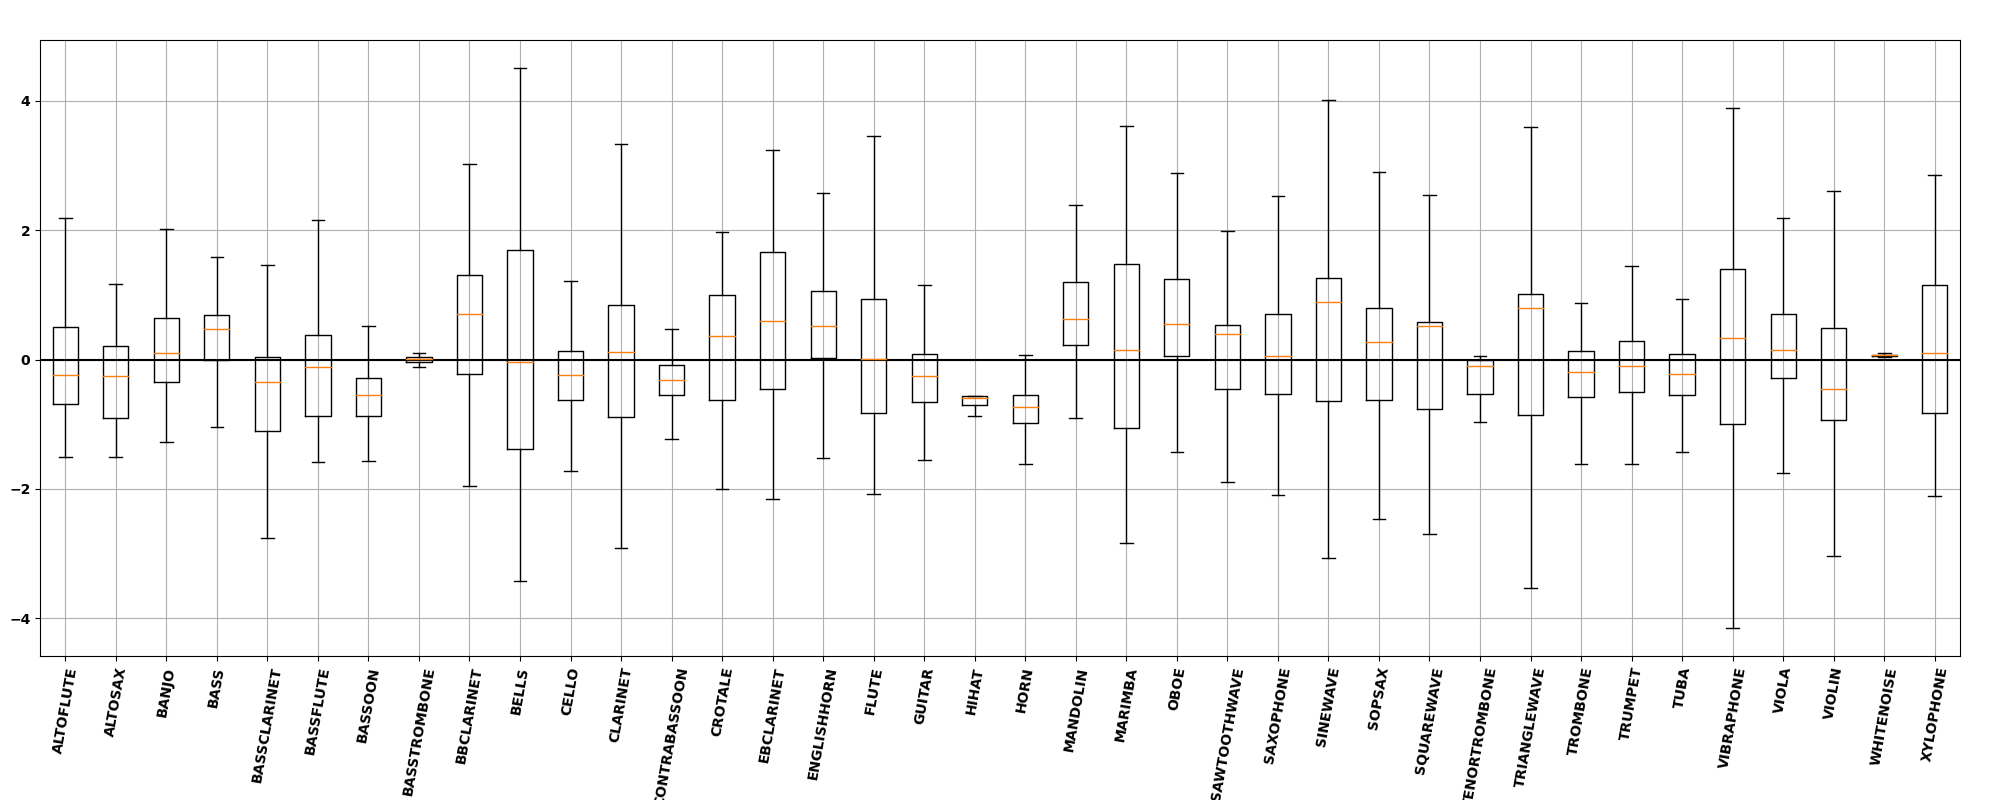 4
2
0
−2
−4
ALTOFLUTE
ALTOSAX
BANJO
BASS
BASSCLARINET
BASSFLUTE
BASSOON
BASSTROMBONE
BBCLARINET
BELLS
CELLO
CLARINET
CONTRABASSOON
CROTALE
EBCLARINET
ENGLISHHORN
FLUTE
GUITAR
HIHAT
HORN
MANDOLIN
MARIMBA
OBOE
SAWTOOTHWAVE
SAXOPHONE
SINEWAVE
SOPSAX
SQUAREWAVE
TENORTROMBONE
TRIANGLEWAVE
TROMBONE
TRUMPET
TUBA
VIBRAPHONE
VIOLA
VIOLIN
WHITENOISE
XYLOPHONE